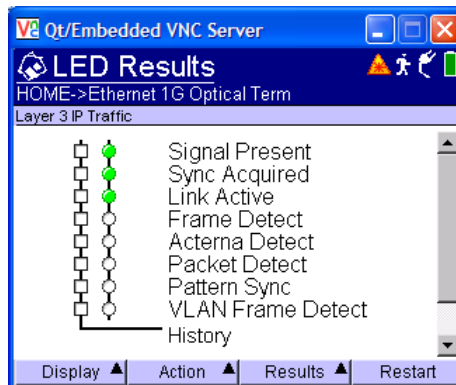 Qt/Embedded VNC Server
LED Results
HOME->Ethernet 1G Optical Term
Layer 3 IP Traffic
Signal Present
Sync Acquired
Link Active
Frame Detect
Acterna Detect
Packet Detect
Pattern Sync
VLAN Frame Detect
History
Display Action Results Restart